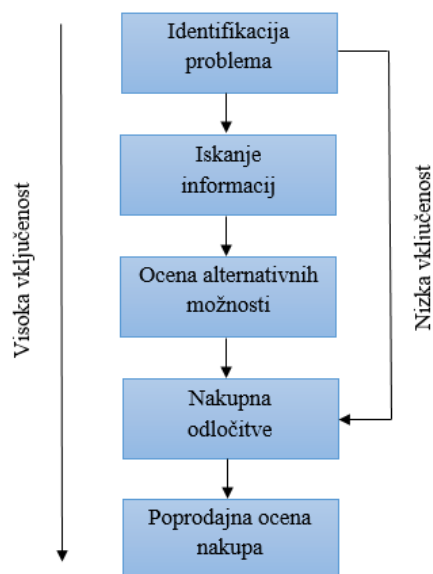 Identifikacija
problema
Iskanje
informacij
Ocena alternativnih
možnosti
Nakupna
odločitve
Poprodajna ocena
nakupa
Visoka vključenost
Nizka vključenost